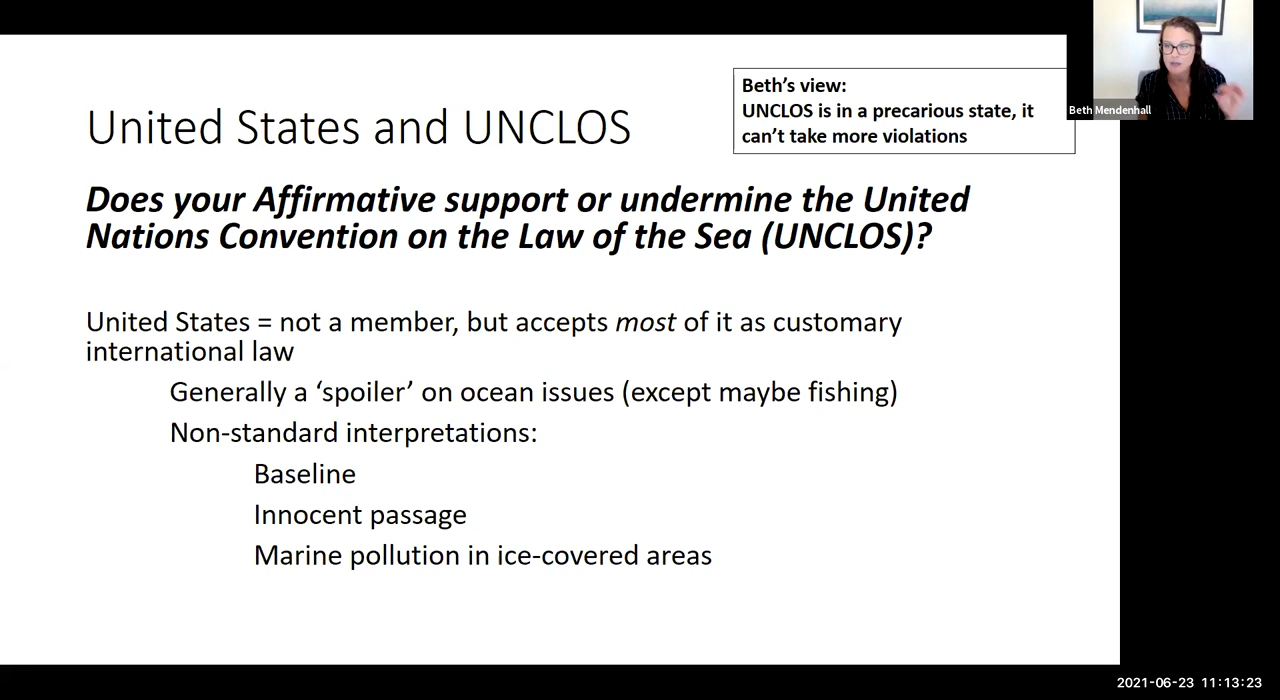 Beth's view:
UNCLOS is in a precarious state, it
can't take more violations
Beth Mendenhall
United States and UNCLOS
Does your Affirmative support or undermine the United
Nations Convention on the Law of the Sea (UNCLOS)?
United States = not a member, but accepts most of it as customary
international law
Generally a ‘spoiler’ on ocean issues (except maybe fishing)
Non-standard interpretations:
Baseline
Innocent passage
Marine pollution in ice-covered areas
2021-06-23 11:13:23